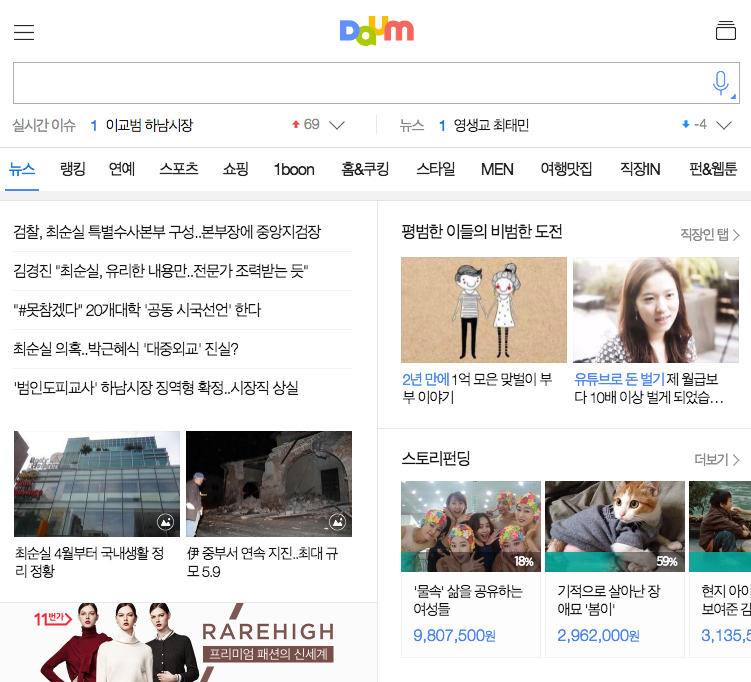 Daum
실시간 이슈 1 이교범 하남시장 69
뉴스 1 영생교 최태민 -4
뉴스 랭킹 연예 스포츠 쇼핑 1boon 홈&쿠킹 스타일 MEN 여행맛집 직장IN 펀&웹툰
검찰, 최순실 특별수사본부 구성..본부장에 중앙지검장
김경진 "최순실, 유리한 내용만..전문가 조력받는 듯"
"#못참겠다" 20개대학 '공동 시국선언' 한다
최순실 의혹..박근혜식 '대중외교' 진실?
'범인도피교사' 하남시장 징역형 확정..시장직 상실
최순실 4월부터 국내생활 정
리 정황
伊 중부서 연속 지진..최대 규
모 5.9
11번가
RAREHIGH
프리미엄 패션의 신세계
평범한 이들의 비범한 도전
직장인 탭
2년 만에 1억 모은 맞벌이 부
부 이야기
유튜브로 돈 벌기 제 월급보
다 10배 이상 벌게 되었습…
스토리펀딩
더보기
18%
'물속' 삶을 공유하는
여성들
9,807,500원
59%
기적으로 살아난 장
애묘 '봄이'
2,962,000원
현지 아이
보여준 김
3,135,5